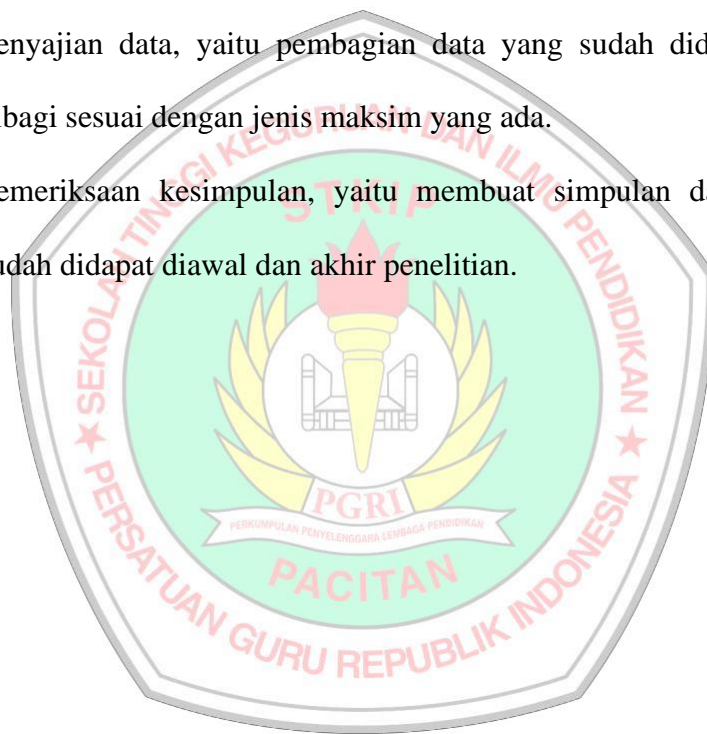 enyajian data, yaitu pembagian data yang sudah did
ibagi sesuai dengan jenis maksim yang ada.
emeriksaan kesimpulan, yaitu membuat simpulan da
udah didapat diawal dan akhir penelitian.
SEKOLAH TINGGI KEGURUAN DAN ILMU PENDIDIKAN
STKIP
PGRI
PERKUMPULAN PENYELENGGARA LEMBAGA PENDIDIKAN
PACITAN
PERSATUAN GURU REPUBLIK INDONESIA